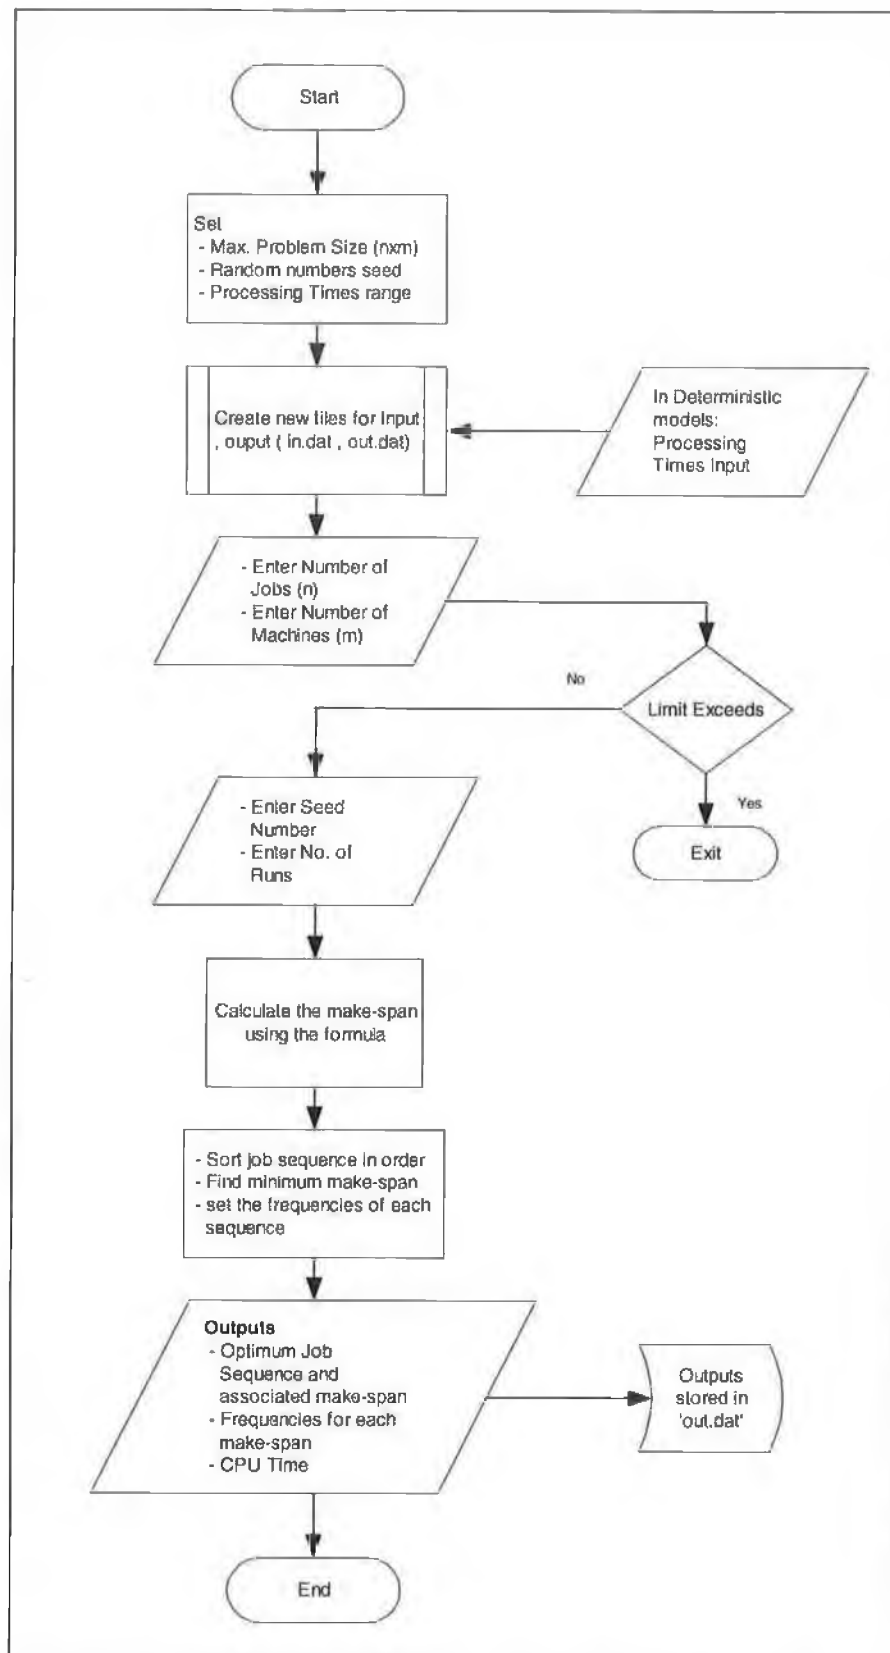 Start
Set
- Max. Problem Size (nxm)
- Random numbers seed
- Processing Times range
Create new files for Input
, ouput ( in.dat , out.dat)
In Deterministic
models:
Processing
Times Input
- Enter Number of
Jobs (n)
- Enter Number of
Machines (m)
No
Limit Exceeds
Yes
Exit
- Enter Seed
Number
- Enter No. of
Runs
Calculate the make-span
using the formula
- Sort job sequence in order
- Find minimum make-span
- set the frequencies of each
sequence
Outputs
- Optimum Job
Sequence and
associated make-span
- Frequencies for each
make-span
- CPU Time
Outputs
stored in
'out.dat'
End